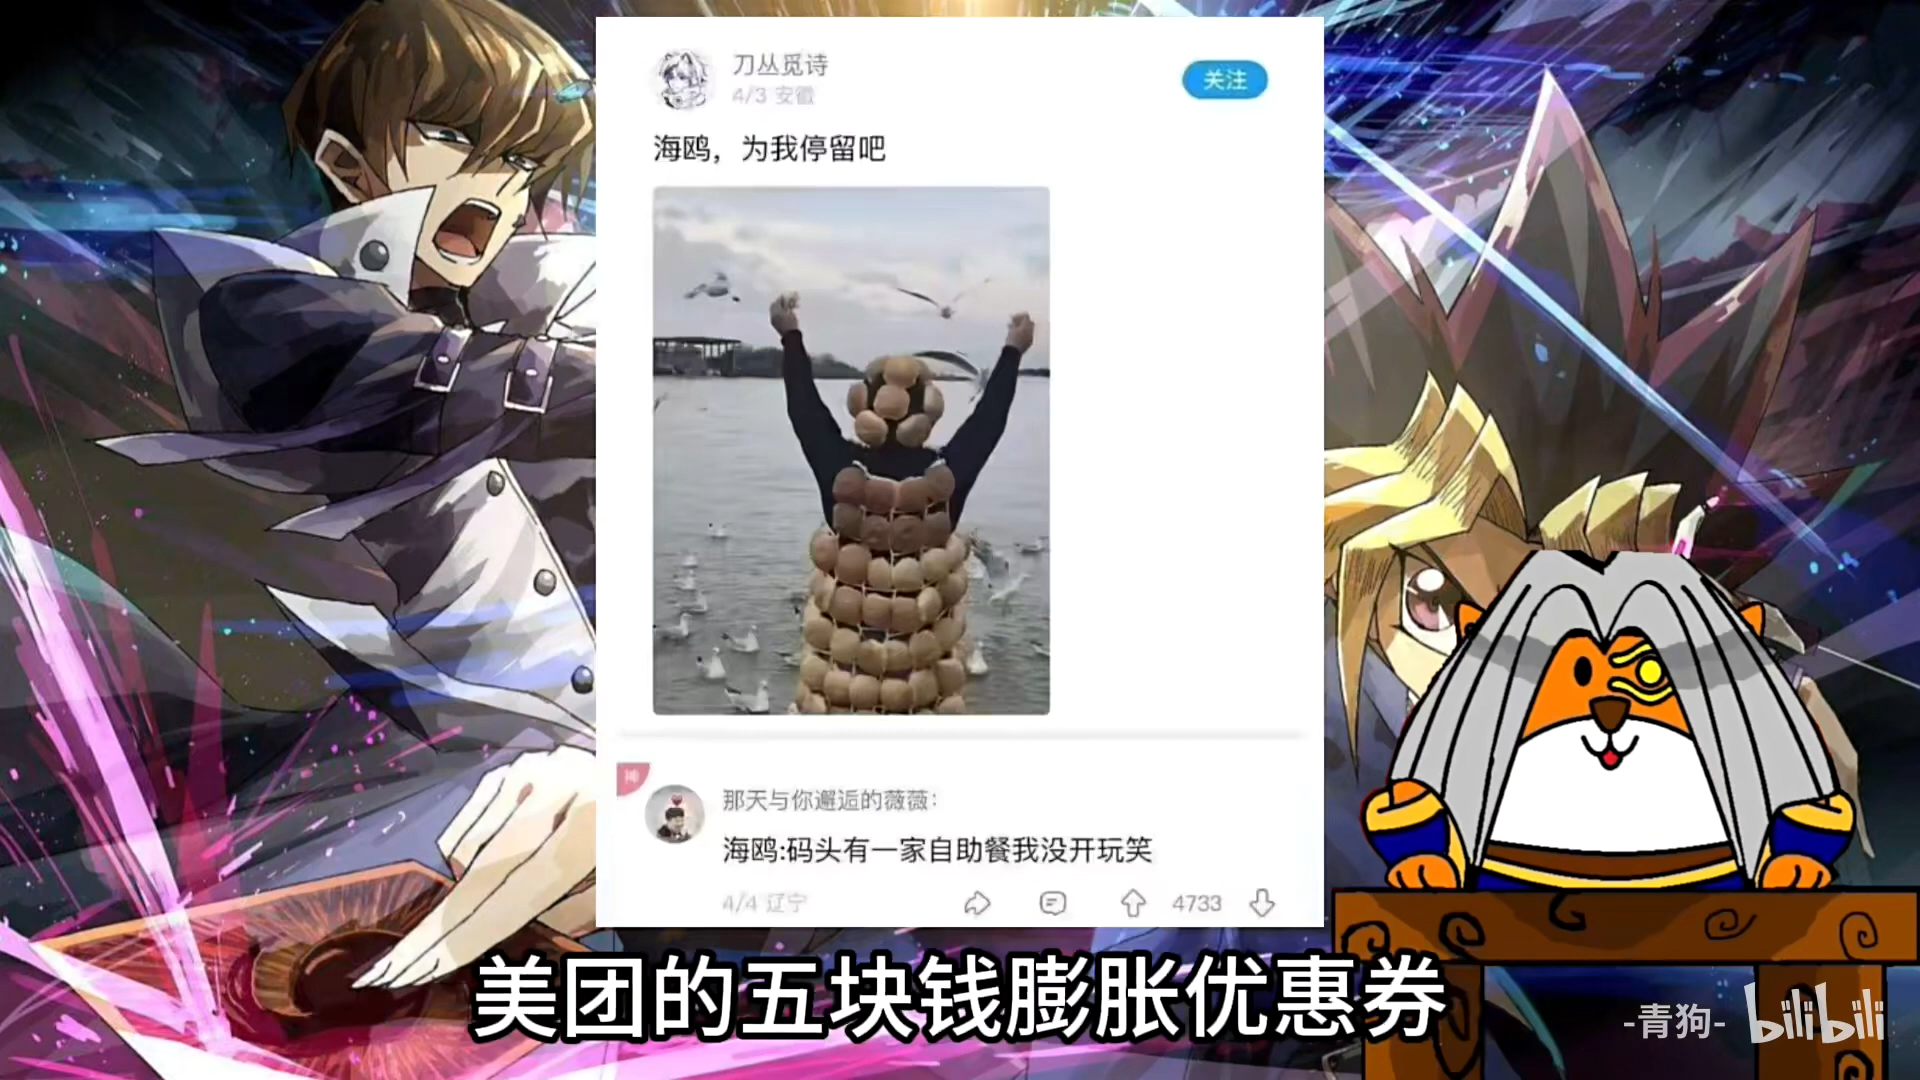 刀丛觅诗
4/3 安徽
关注
海鸥，为我停留吧
神
那天与你邂逅的薇薇:
海鸥:码头有一家自助餐我没开玩笑
4/4 辽宁
4733
美团的五块钱膨胀优惠券
-青狗- bilibili